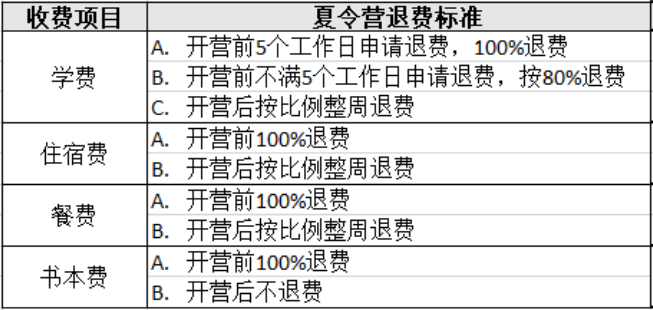 收费项目 夏令营退费标准
学费
A. 开营前5个工作日申请退费，100%退费
B. 开营前不满5个工作日申请退费，按80%退费
C. 开营后按比例整周退费
住宿费
A. 开营前100%退费
B. 开营后按比例整周退费
餐费
A. 开营前100%退费
B. 开营后按比例整周退费
书本费
A. 开营前100%退费
B. 开营后不退费